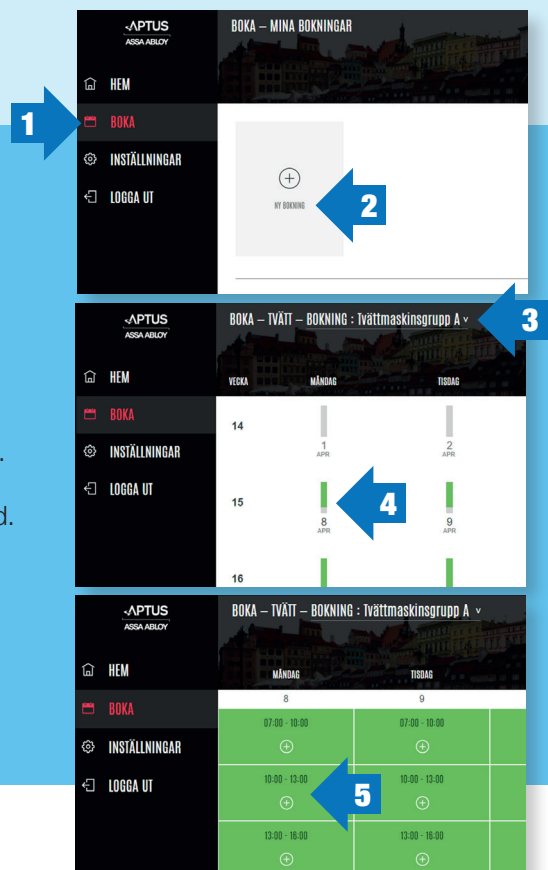 APTUS
ASSA ABLOY
BOKA – MINA BOKNINGAR
HEM
1
BOKA
INSTÄLLNINGAR
LOGGA UT
NY BOKNING
2
APTUS
ASSA ABLOY
BOKA – TVÄTT – BOKNING : Tvättmaskinsgrupp A
3
HEM
VECKA MÅNDAG TISDAG
BOKA
14
1 2
APR APR
INSTÄLLNINGAR
LOGGA UT
.
d.
15
4
8 9
APR APR
16
APTUS
ASSA ABLOY
BOKA – TVÄTT – BOKNING : Tvättmaskinsgrupp A
HEM
MÅNDAG TISDAG
8 9
BOKA
07:00 - 10:00 07:00 - 10:00
INSTÄLLNINGAR
LOGGA UT
10:00 - 13:00 10:00 - 13:00
5
13:00 - 16:00 13:00 - 16:00